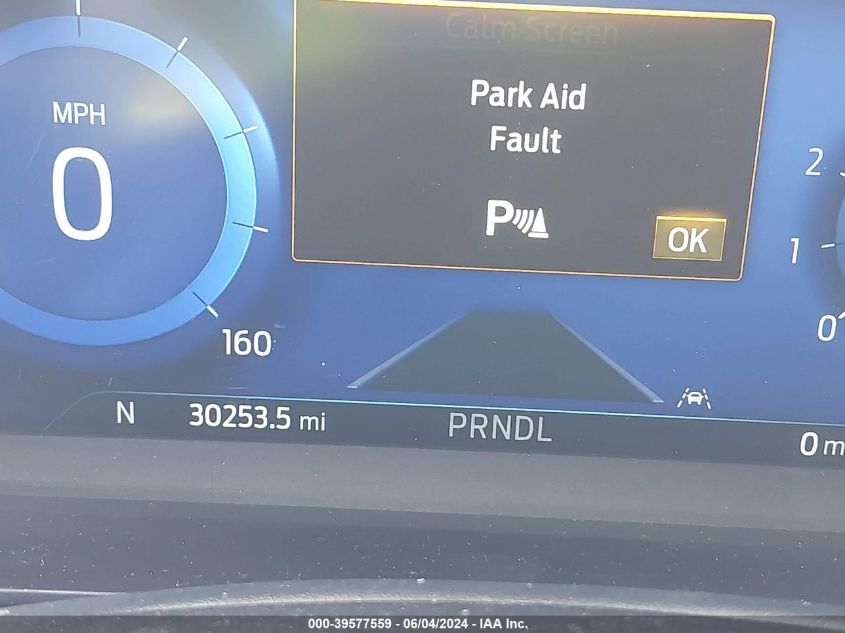 Calm Screen
Park Aid
Fault
P
OK
MPH
0
160
2
1
0
N 30253.5 mi PRNDL 0 m
000-39577559 - 06/04/2024 - IAA Inc.